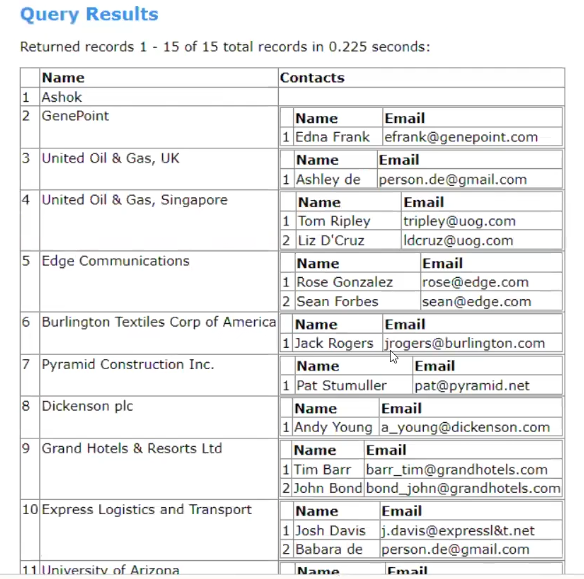 Query Results
Returned records 1 - 15 of 15 total records in 0.225 seconds:
Name Contacts
1 Ashok
2 GenePoint
Name Email
1 Edna Frank efrank@genepoint.com
3 United Oil & Gas, UK
Name Email
1 Ashley de person.de@gmail.com
4 United Oil & Gas, Singapore
Name Email
1 Tom Ripley tripley@uog.com
2 Liz D'Cruz ldcruz@uog.com
5 Edge Communications
Name Email
1 Rose Gonzalez rose@edge.com
2 Sean Forbes sean@edge.com
6 Burlington Textiles Corp of America
Name Email
1 Jack Rogers jrogers@burlington.com
7 Pyramid Construction Inc.
Name Email
1 Pat Stumuller pat@pyramid.net
8 Dickenson plc
Name Email
1 Andy Young a_young@dickenson.com
9 Grand Hotels & Resorts Ltd
Name Email
1 Tim Barr barr_tim@grandhotels.com
2 John Bond bond_john@grandhotels.com
10 Express Logistics and Transport
Name Email
1 Josh Davis j.davis@expressl&t.net
2 Babara de person.de@gmail.com
11 University of Arizona
Name Email